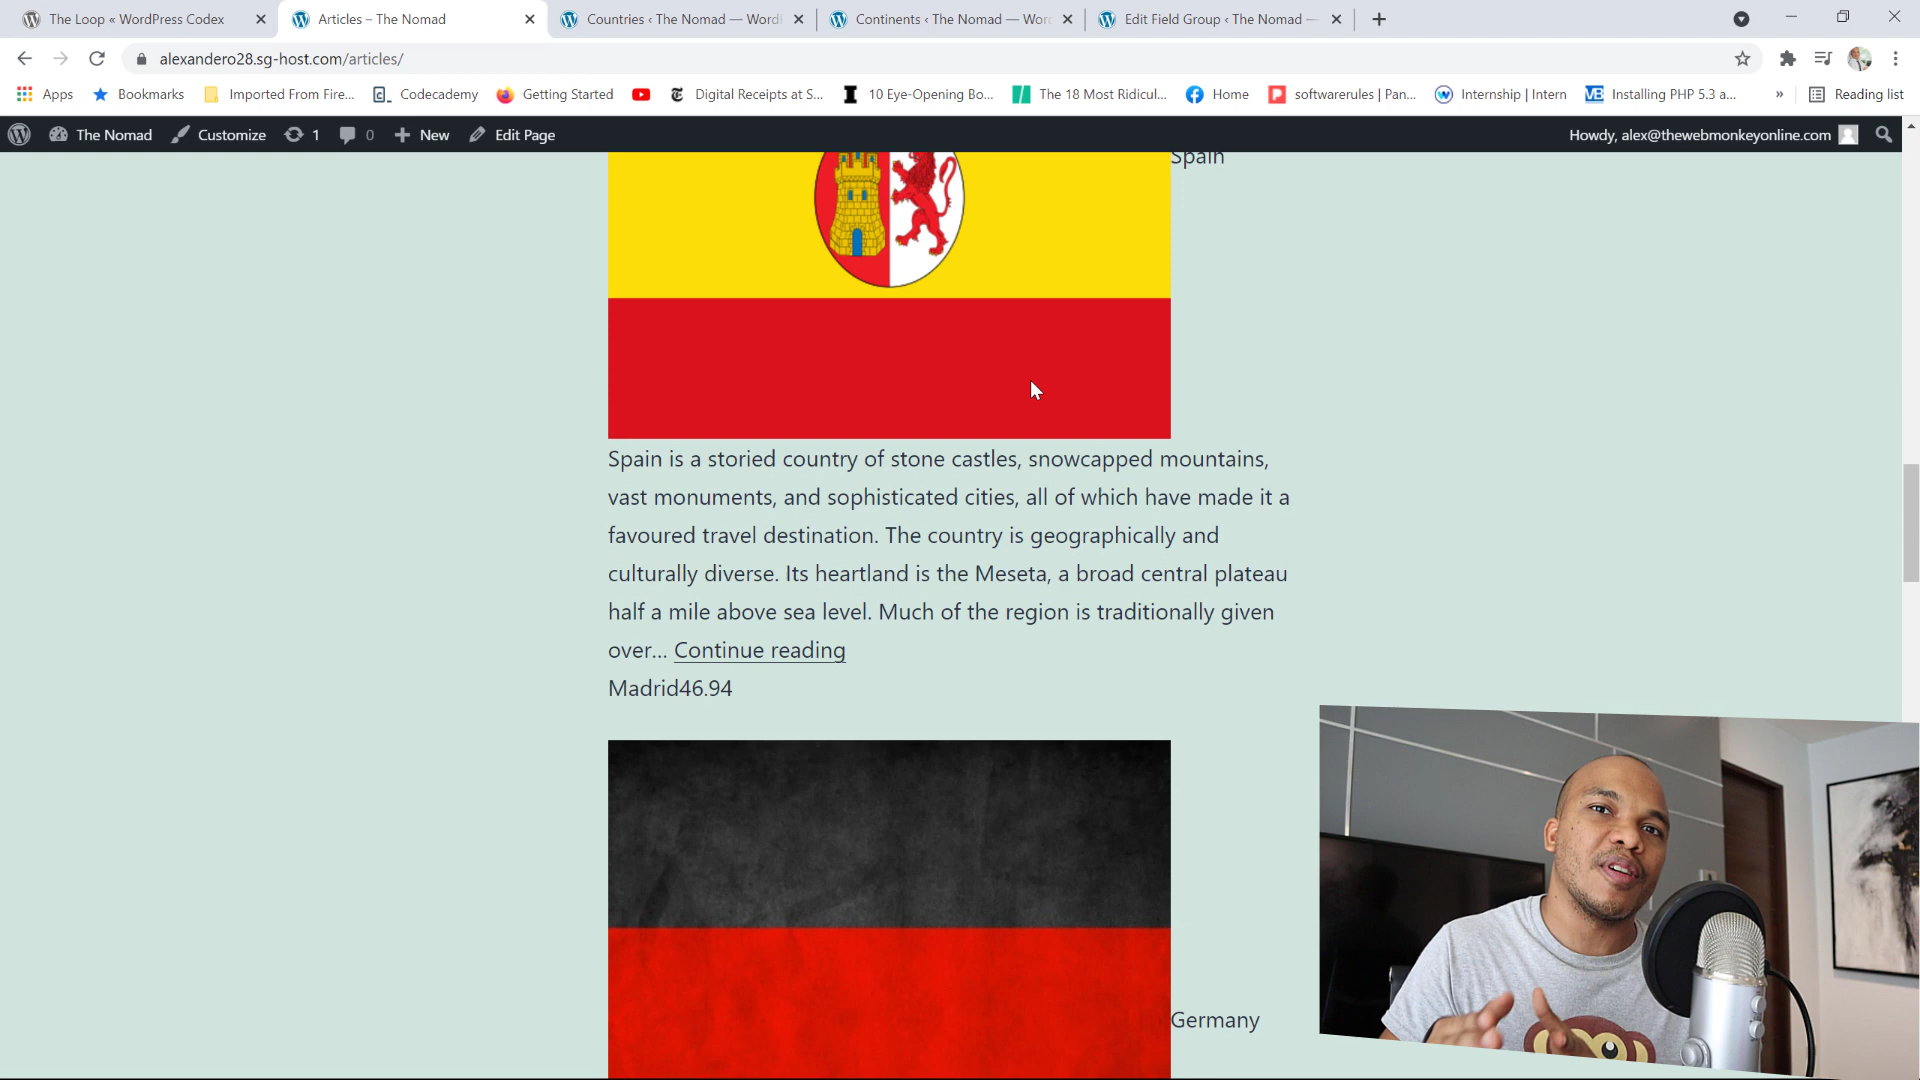 The Loop « WordPress Codex
Articles – The Nomad
Countries ‹ The Nomad — Word
Continents ‹ The Nomad — Wor
Edit Field Group ‹ The Nomad —
alexandero28.sg-host.com/articles/
Apps
Bookmarks
Imported From Fire...
Codecademy
Getting Started
Digital Receipts at S...
10 Eye-Opening Bo...
The 18 Most Ridicul...
Home
softwarerules | Pan...
Internship | Intern
Installing PHP 5.3 a...
»
Reading list
The Nomad
Customize
1
0
New
Edit Page
Howdy, alex@thewebmonkeyonline.com
Spain
Spain is a storied country of stone castles, snowcapped mountains,
vast monuments, and sophisticated cities, all of which have made it a
favoured travel destination. The country is geographically and
culturally diverse. Its heartland is the Meseta, a broad central plateau
half a mile above sea level. Much of the region is traditionally given
over... Continue reading
Madrid46.94
Germany